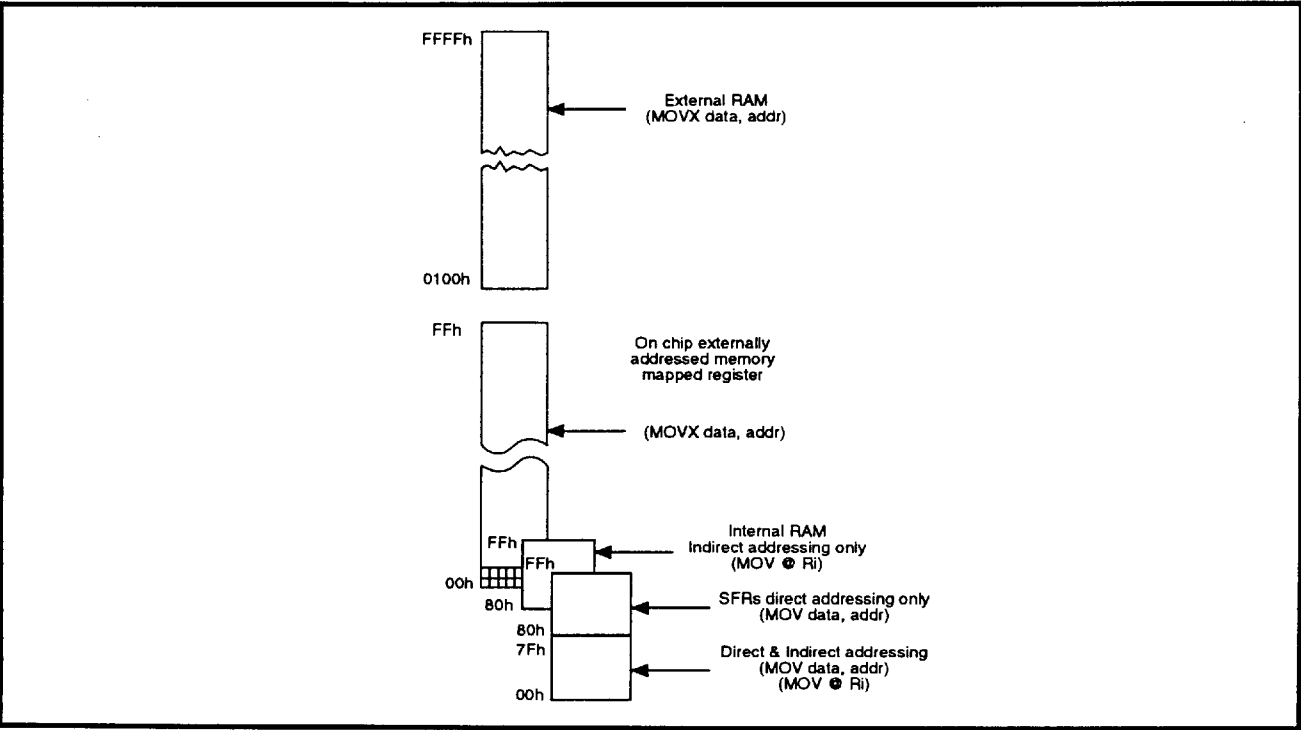 FFFFh
External RAM
(MOVX data, addr)
0100h
FFh
On chip externally
addressed memory
mapped register
(MOVX data, addr)
Internal RAM
Indirect addressing only
(MOV @ Ri)
FFh
FFh
00h
80h
SFRs direct addressing only
(MOV data, addr)
80h
7Fh
Direct & Indirect addressing
(MOV data, addr)
(MOV @ Ri)
00h